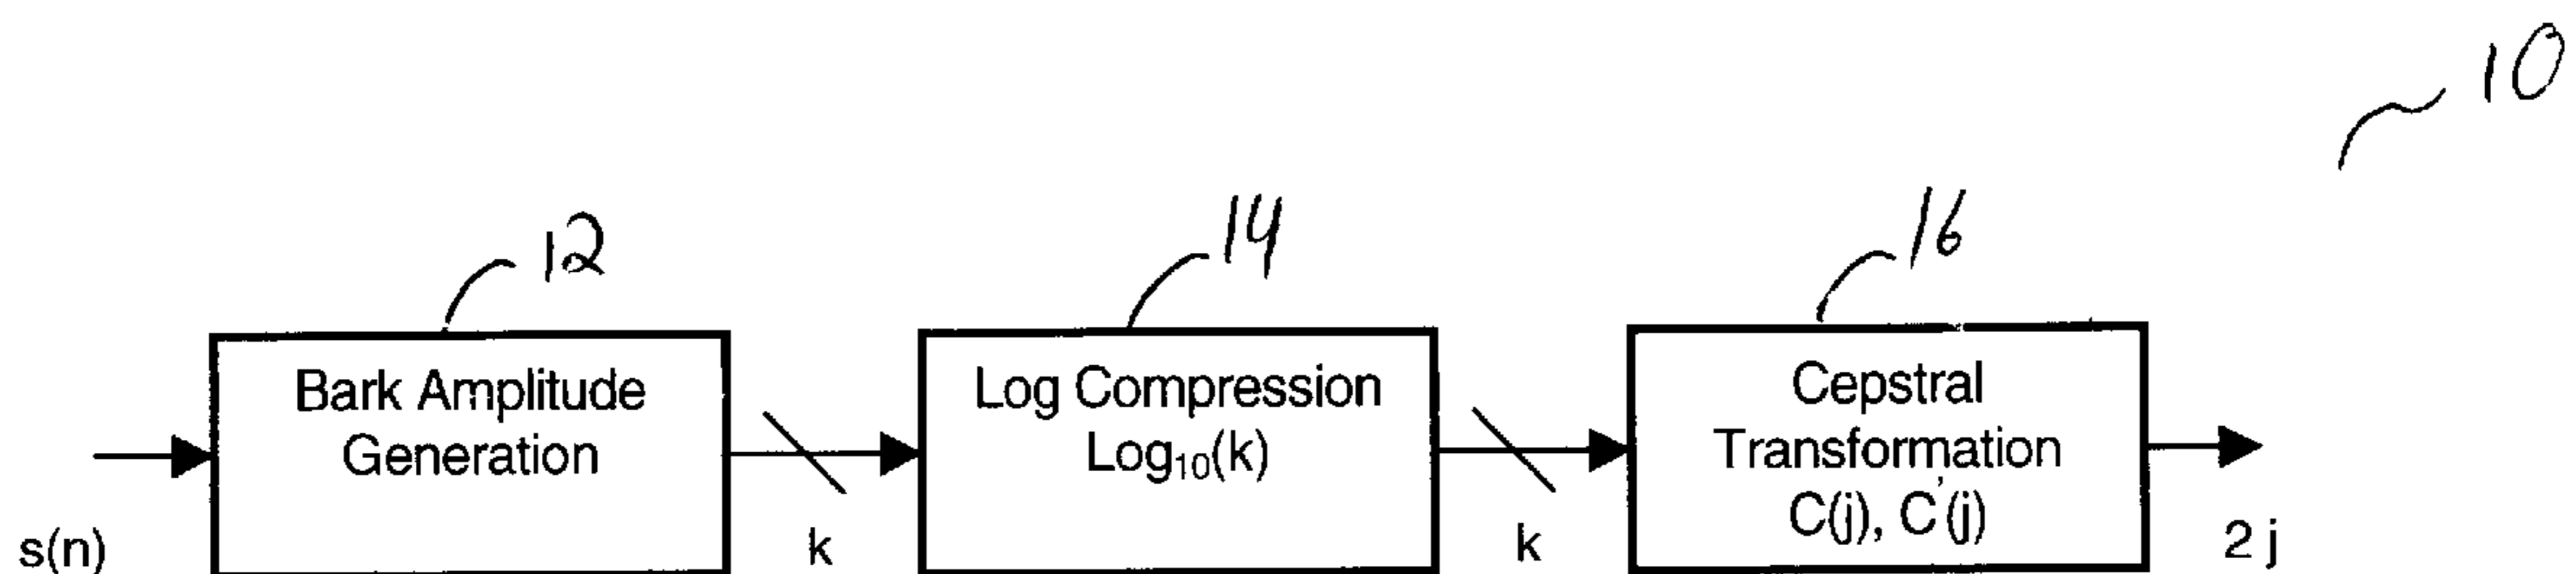 10
12
14
16
Bark Amplitude
Generation
Log Compression
Log₁₀(k)
Cepstral
Transformation
C(j), C'(j)
s(n)
k
k
2 j